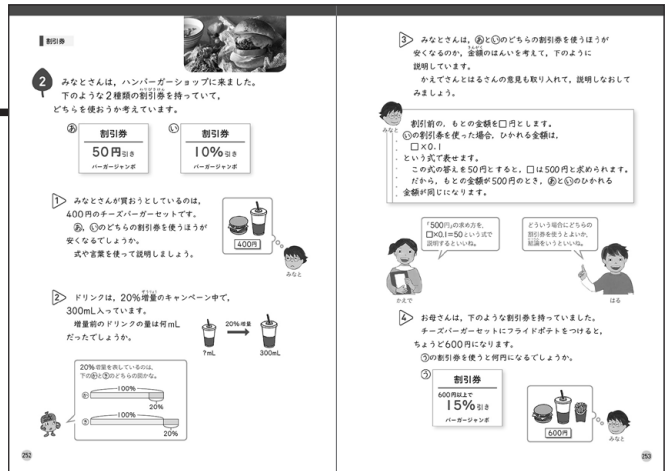 割引券
2
みなとさんは，ハンバーガーショップに来ました。
下のような2種類の割引券を持っていて，
どちらを使おうか考えています。
あ
割引券
50円引き
バーガージャンボ
い
割引券
10%引き
バーガージャンボ
1
みなとさんが買おうとしているのは，
400円のチーズバーガーセットです。
あ，いのどちらの割引券を使うほうが
安くなるでしょうか。
式や言葉を使って説明しましょう。
400円
みなと
2
ドリンクは，20%増量のキャンペーン中で，
300mL入っています。
増量前のドリンクの量は何mL
だったでしょうか。
20%増量
?mL
300mL
20%増量を表しているのは，
下のかときのどちらの図かな。
か
100%
20%
き
100%
20%
252
3
みなとさんは，あといのどちらの割引券を使うほうが
安くなるのか，金額のはんいを考えて，下のように
説明しています。
かえでさんとはるさんの意見も取り入れて，説明しなおして
みましょう。
みなと
割引前の，もとの金額を□円とします。
いの割引券を使った場合，ひかれる金額は，
□×0.1
という式で表せます。
この式の答えを50円とすると，□は500円と求められます。
だから，もとの金額が500円のとき，あといのひかれる
金額が同じになります。
「500円」の求め方を，
□×0.1=50という式で
説明するといいね。
かえで
どういう場合にどちらの
割引券を使うとよいか，
結論をいうといいね。
はる
4
お母さんは，下のような割引券を持っていました。
チーズバーガーセットにフライドポテトをつけると，
ちょうど600円になります。
うの割引券を使うと何円になるでしょうか。
う
割引券
600円以上で
15%引き
バーガージャンボ
600円
みなと
253